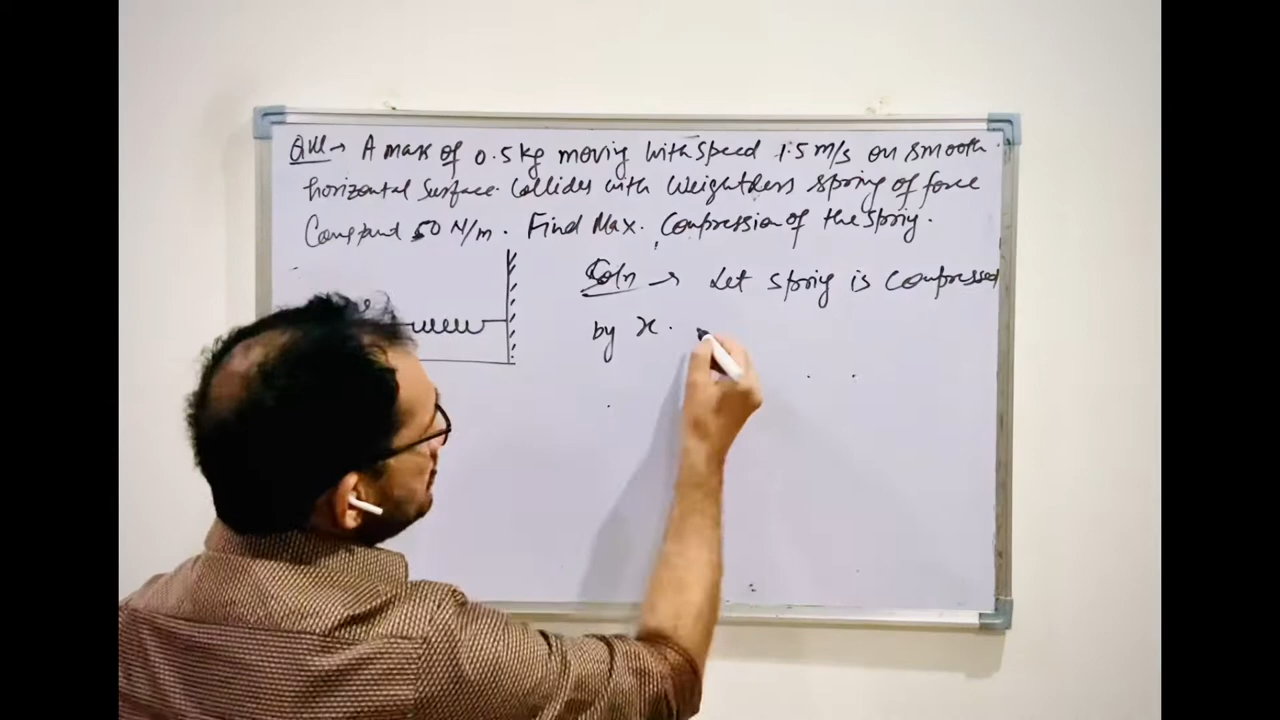 Que → A mass of 0.5 kg moving with speed 1.5 m/s on smooth
horizontal surface. Collides with weightless spring of force
Constant 50 N/m. Find Max. Compression of the spring.
Soln → Let spring is compressed
by x.